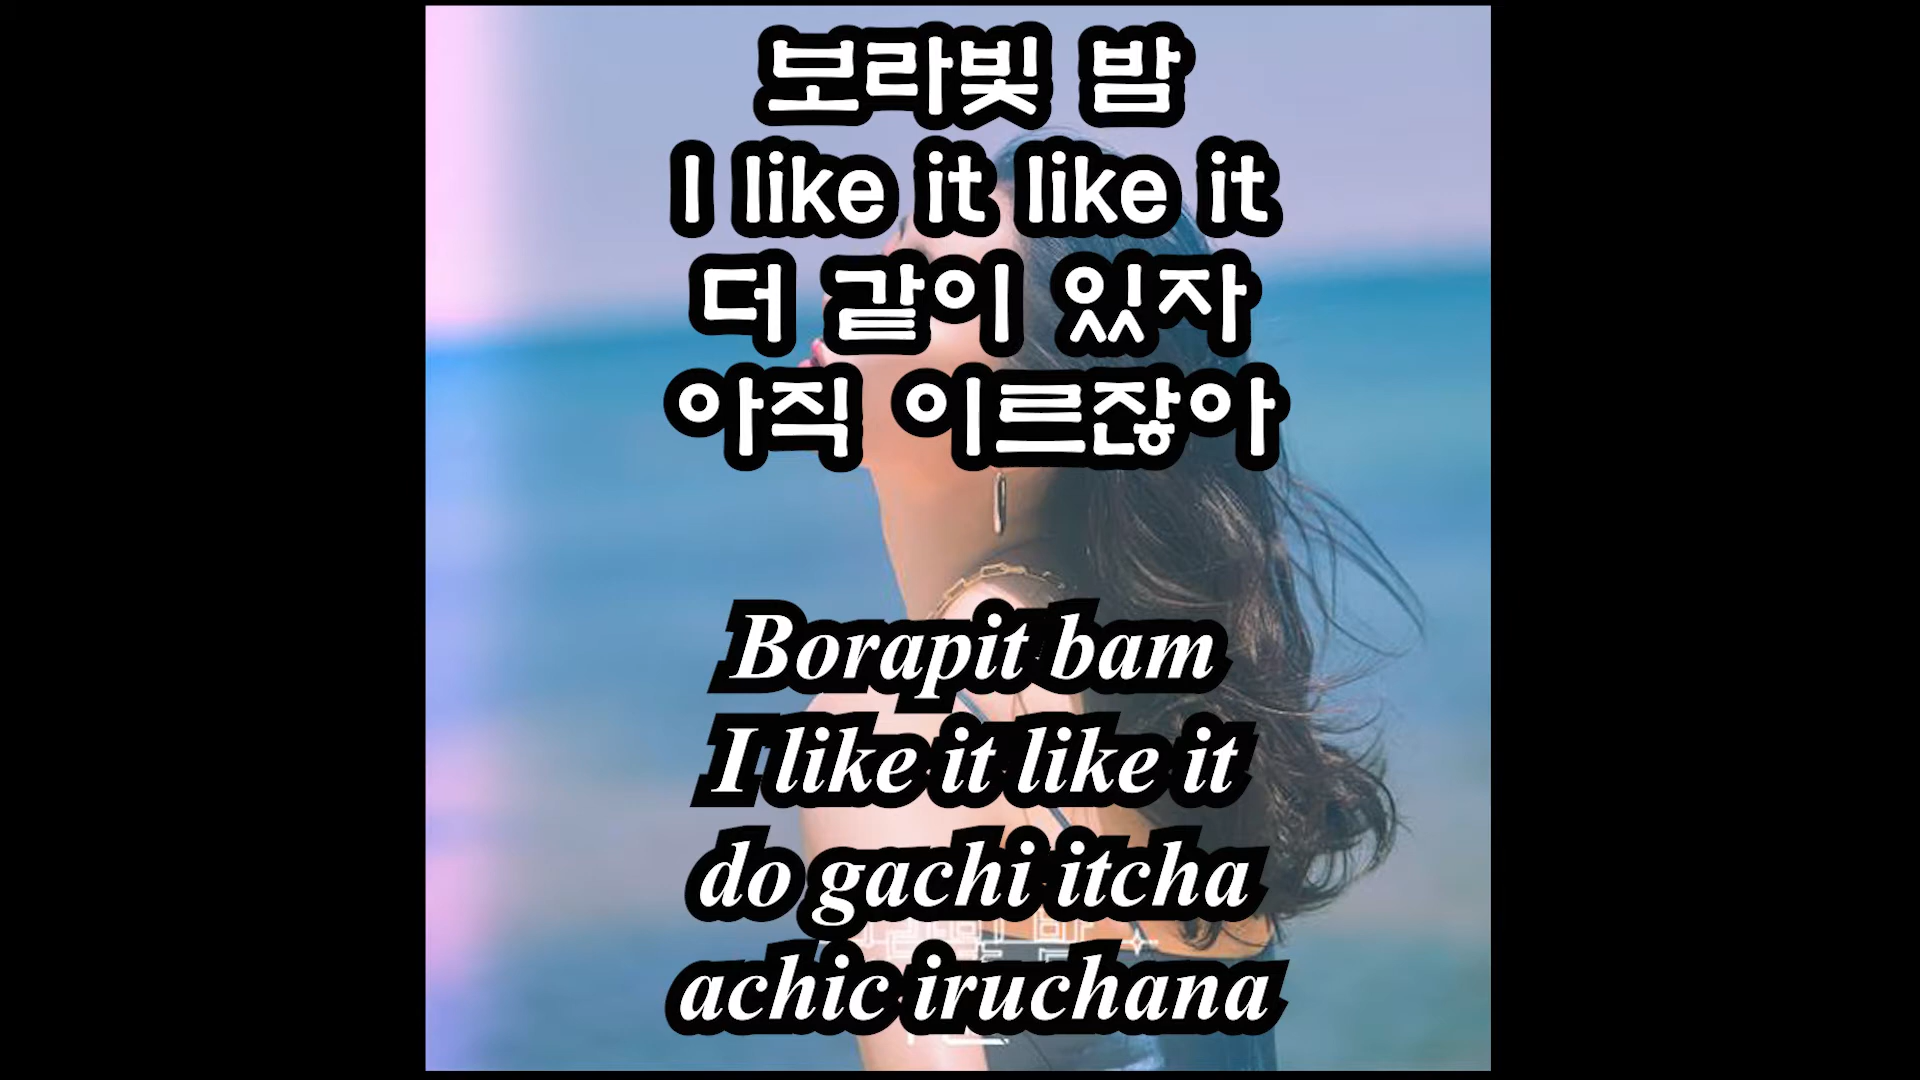 보라빛 밤
I like it like it
더 같이 있자
아직 이르잖아
Borapit bam
I like it like it
do gachi itcha
achic iruchana